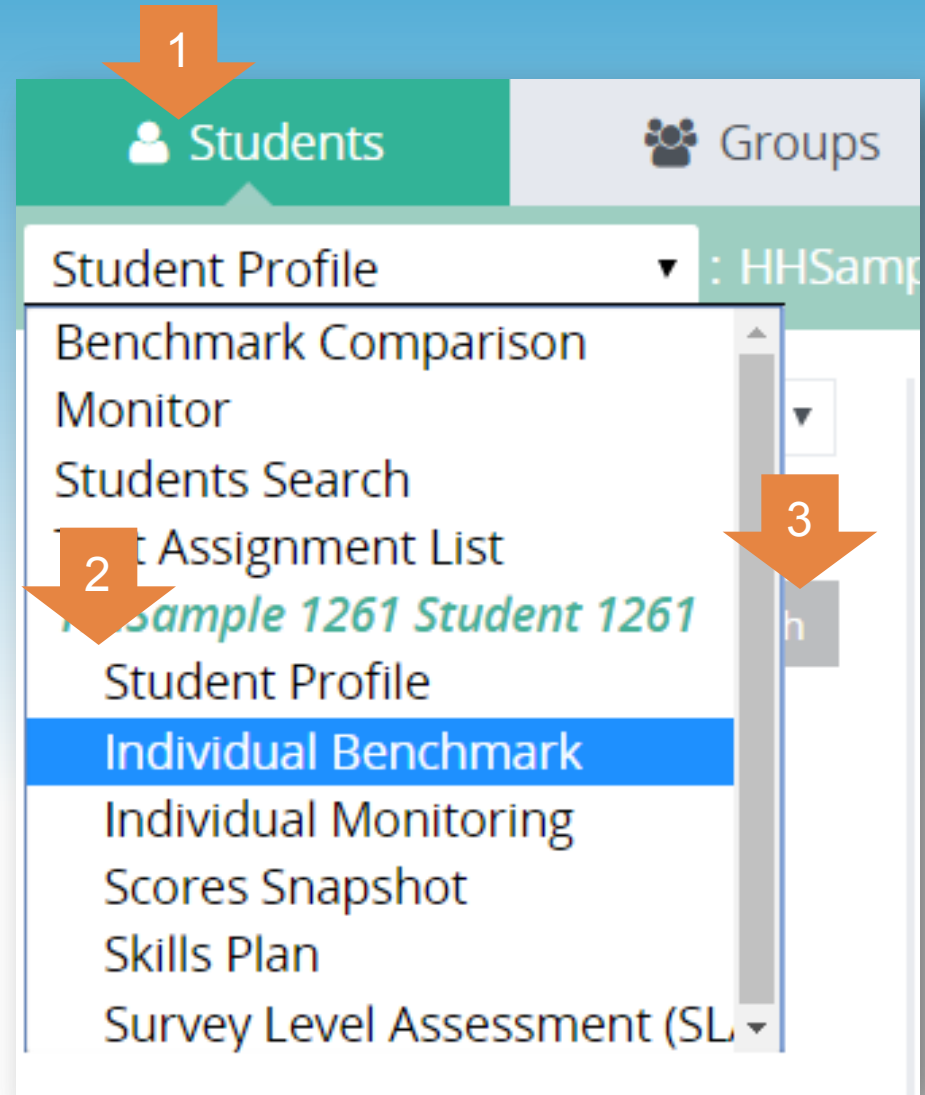 1
Students Groups
Student Profile : HHSamp
Benchmark Comparison
Monitor
Students Search
Assignment List
3
2
Sample 1261 Student 1261
h
Student Profile
Individual Benchmark
Individual Monitoring
Scores Snapshot
Skills Plan
Survey Level Assessment (SL